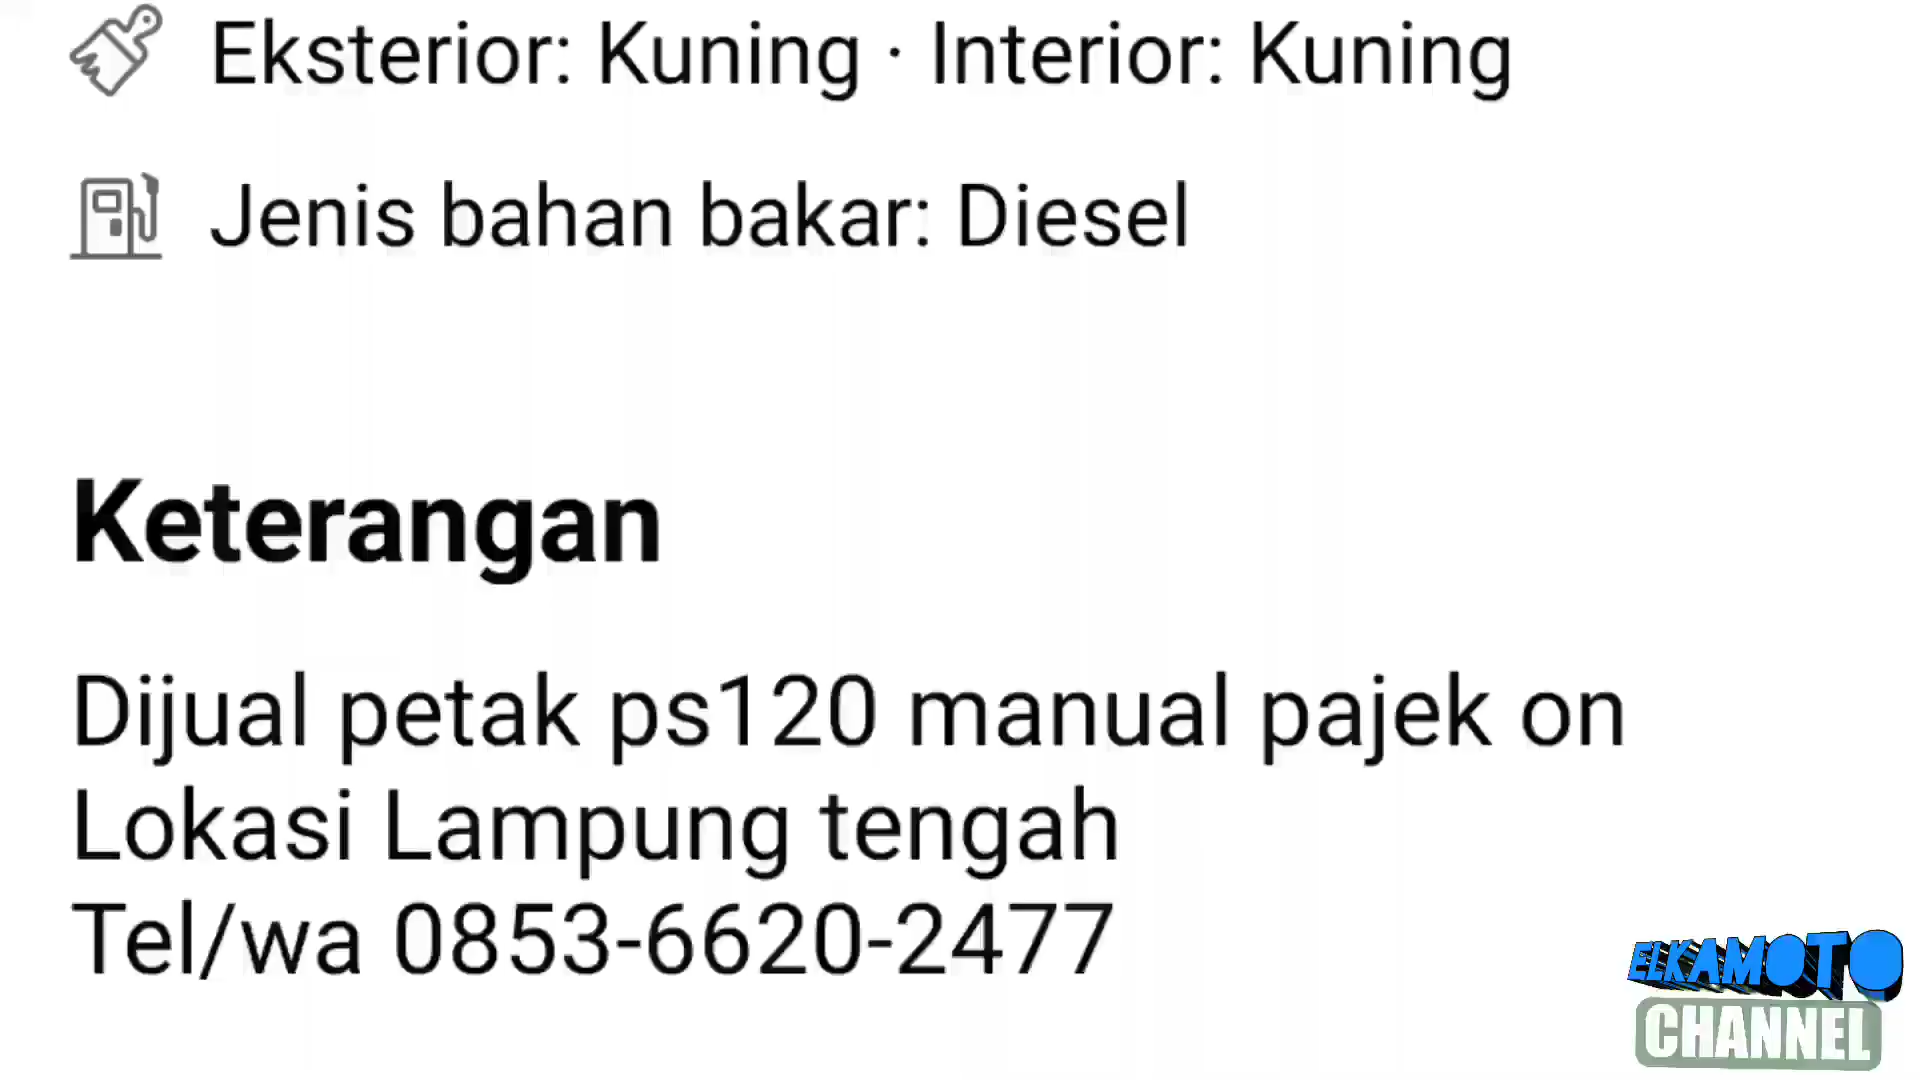 Eksterior: Kuning · Interior: Kuning
Jenis bahan bakar: Diesel
Keterangan
Dijual petak ps120 manual pajek on
Lokasi Lampung tengah
Tel/wa 0853-6620-2477
ELKAMOTO
CHANNEL